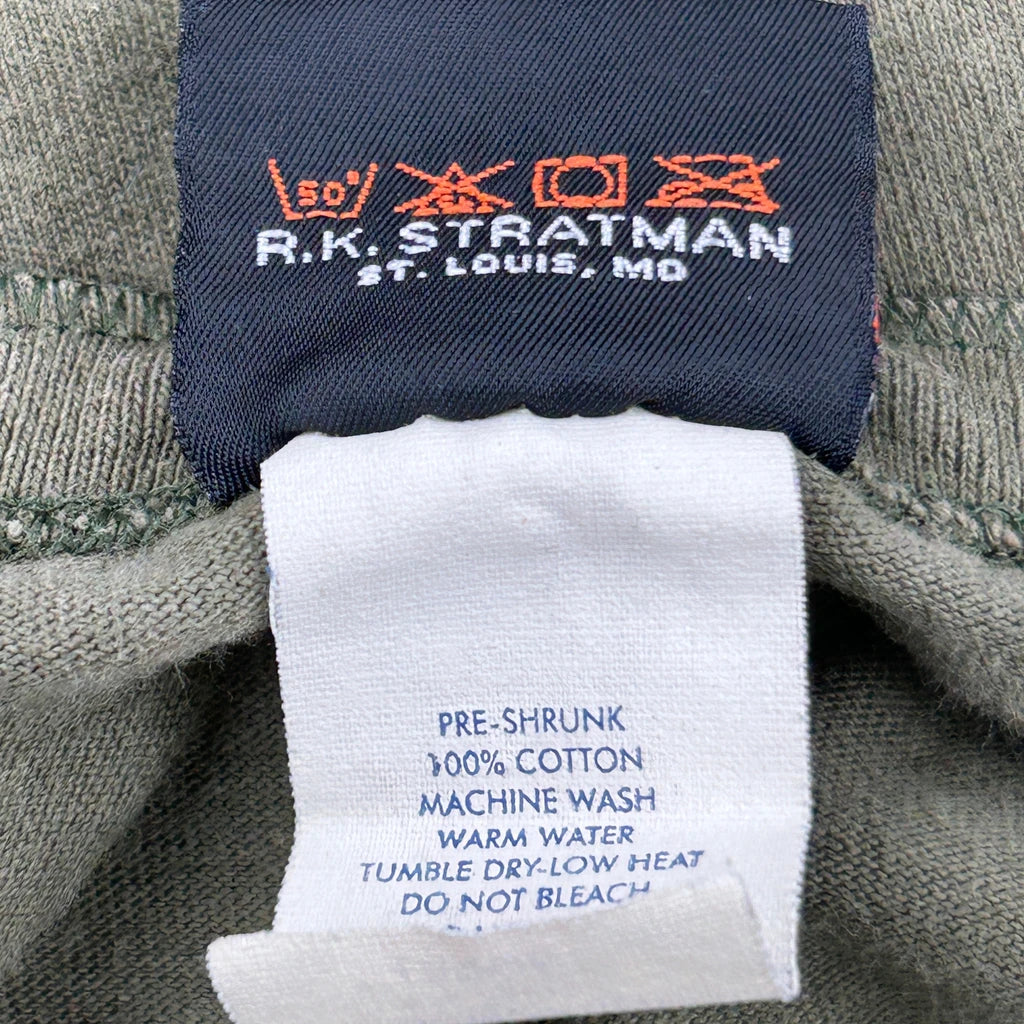 50°
R.K. STRATMAN
ST. LOUIS, MO
PRE-SHRUNK
100% COTTON
MACHINE WASH
WARM WATER
TUMBLE DRY-LOW HEAT
DO NOT BLEACH